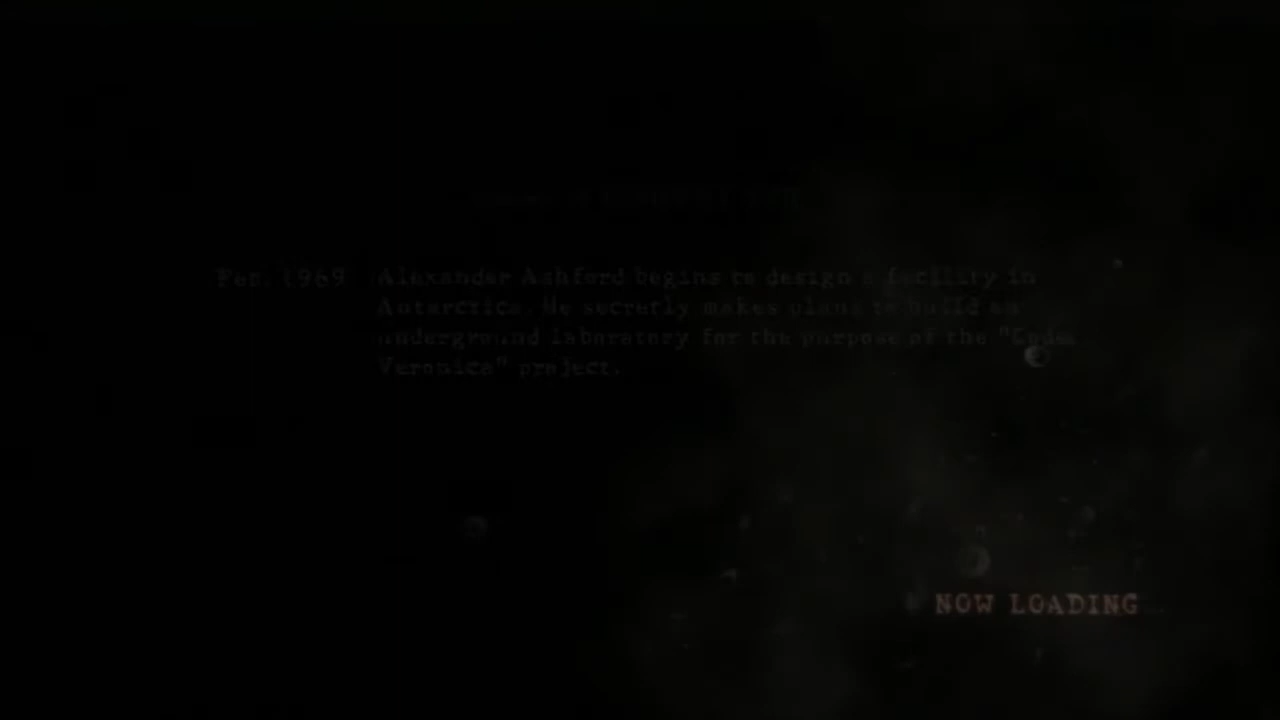 1969 Alexander Ashford begins to design a facility in
Antarctica. He secretly makes plans to build an
underground laboratory for the purpose of the "Code:
Veronica" project.
NOW LOADING